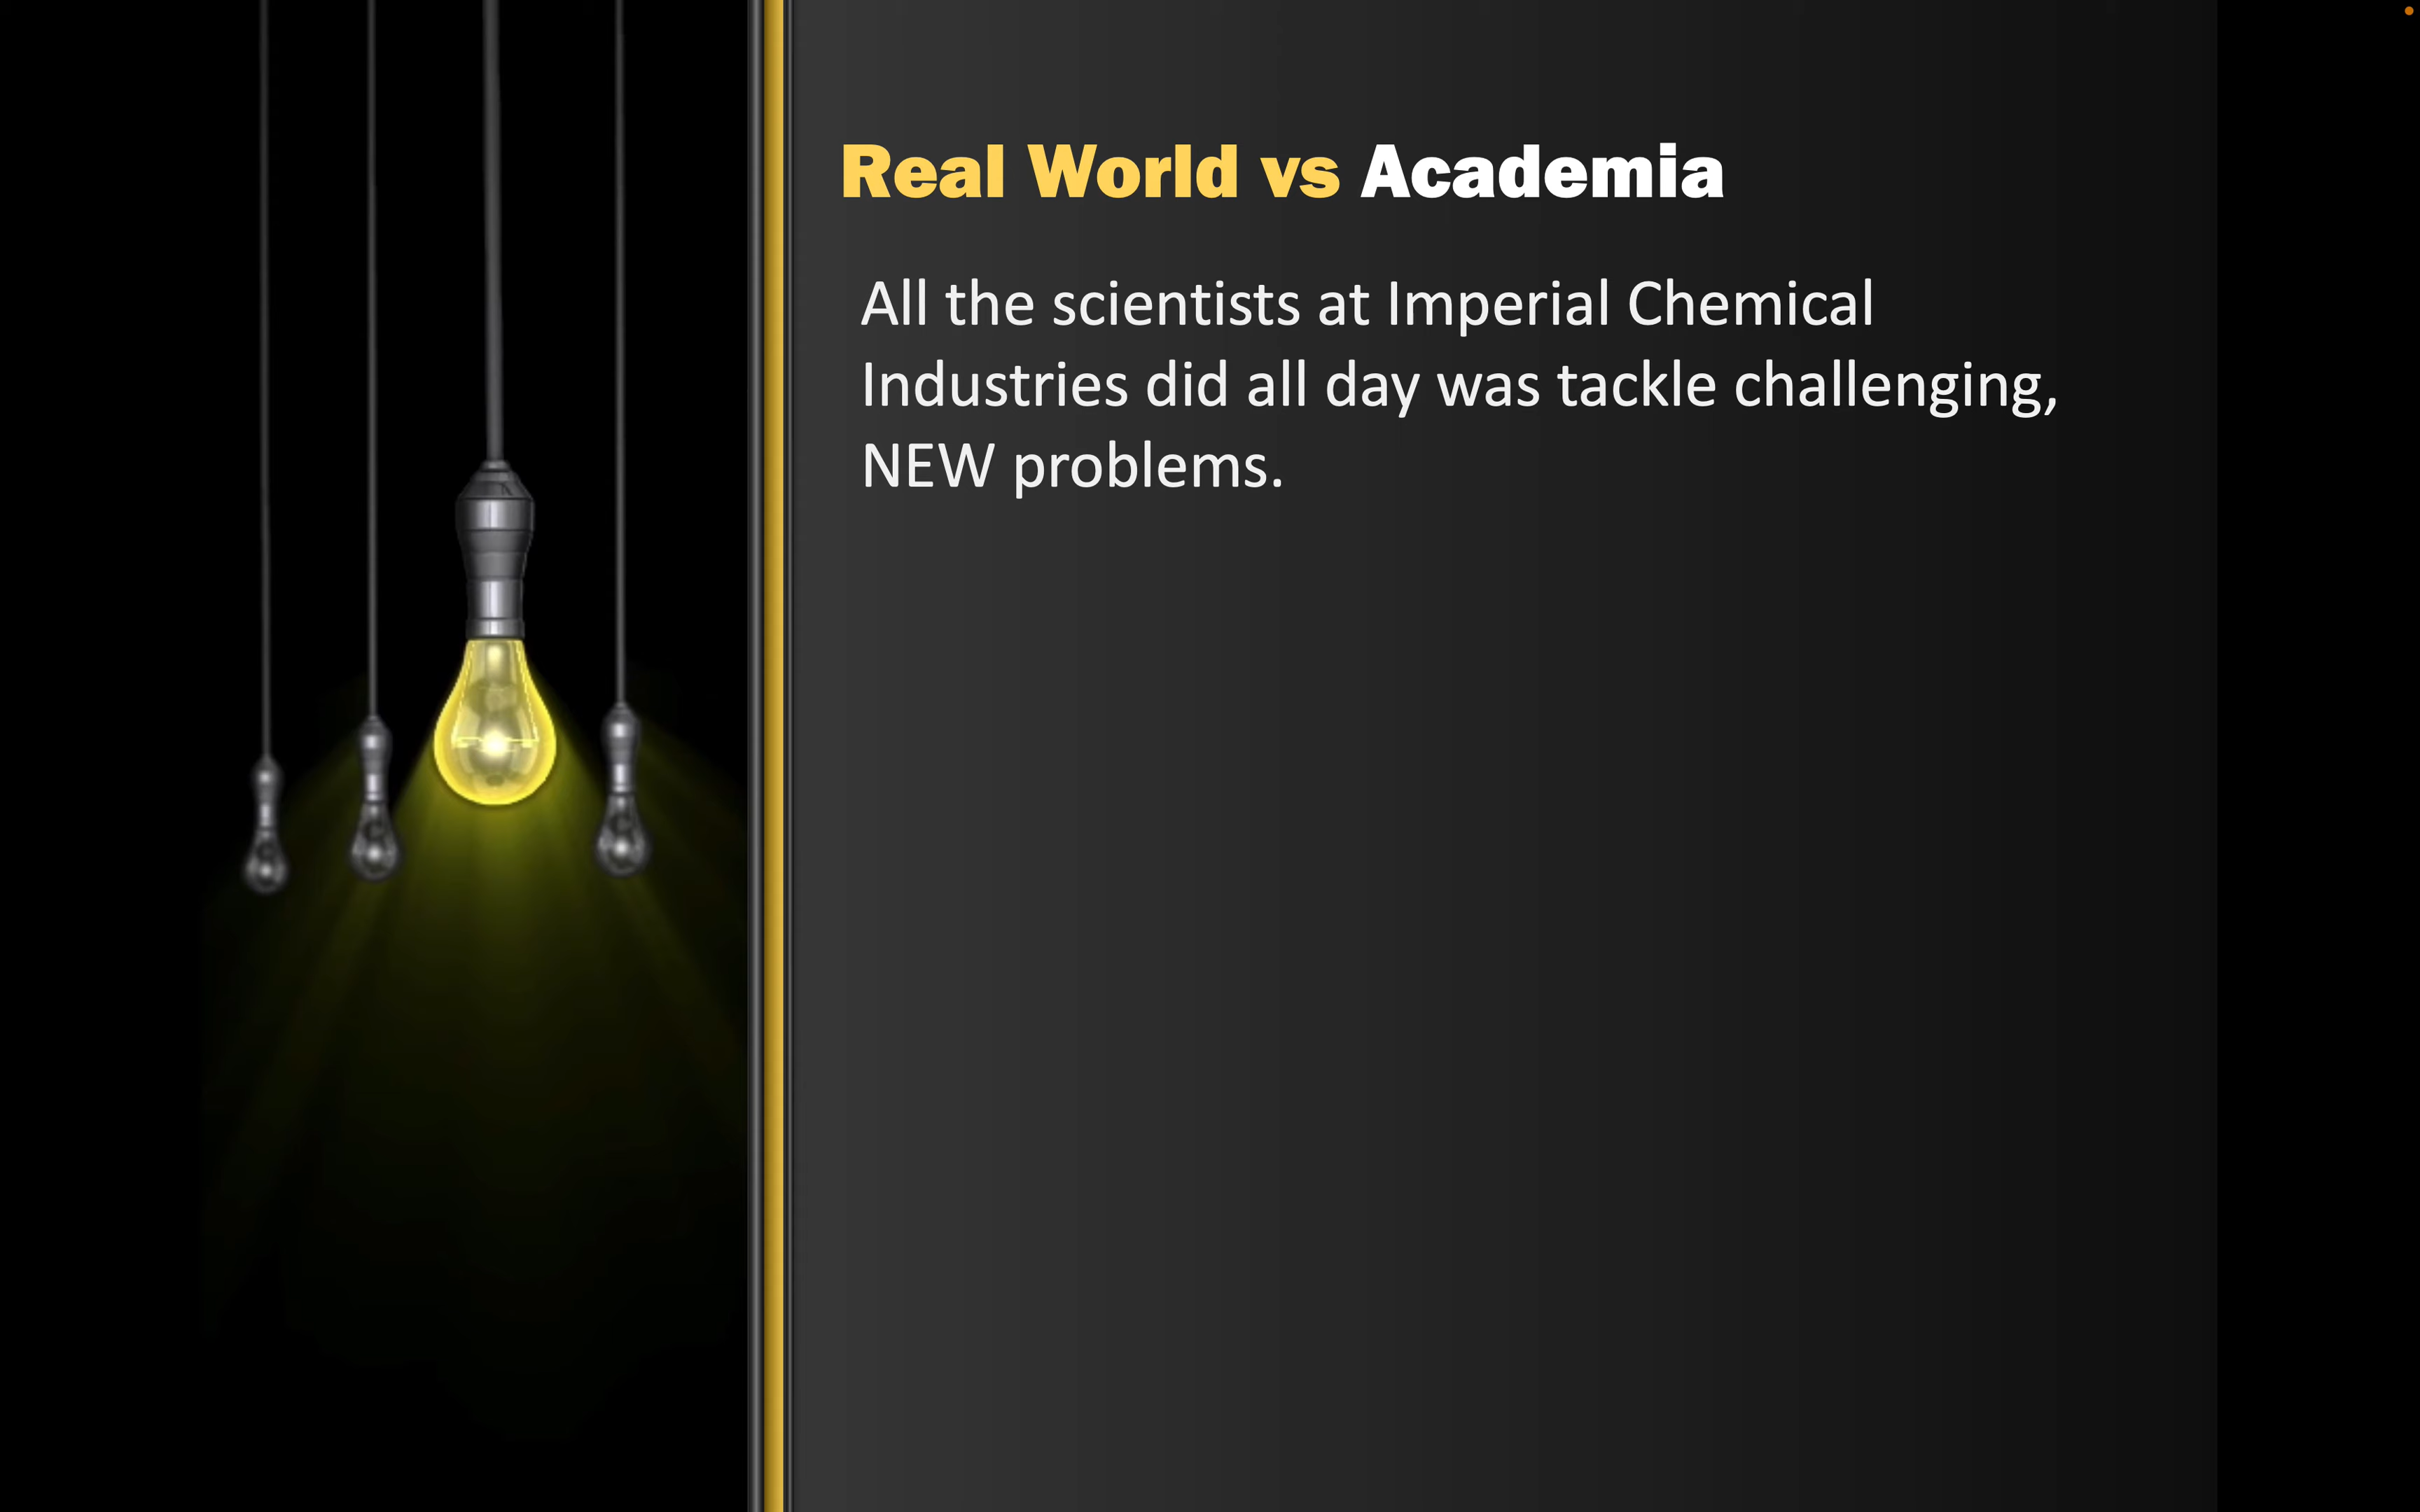 Real World vs Academia
All the scientists at Imperial Chemical
Industries did all day was tackle challenging,
NEW problems.